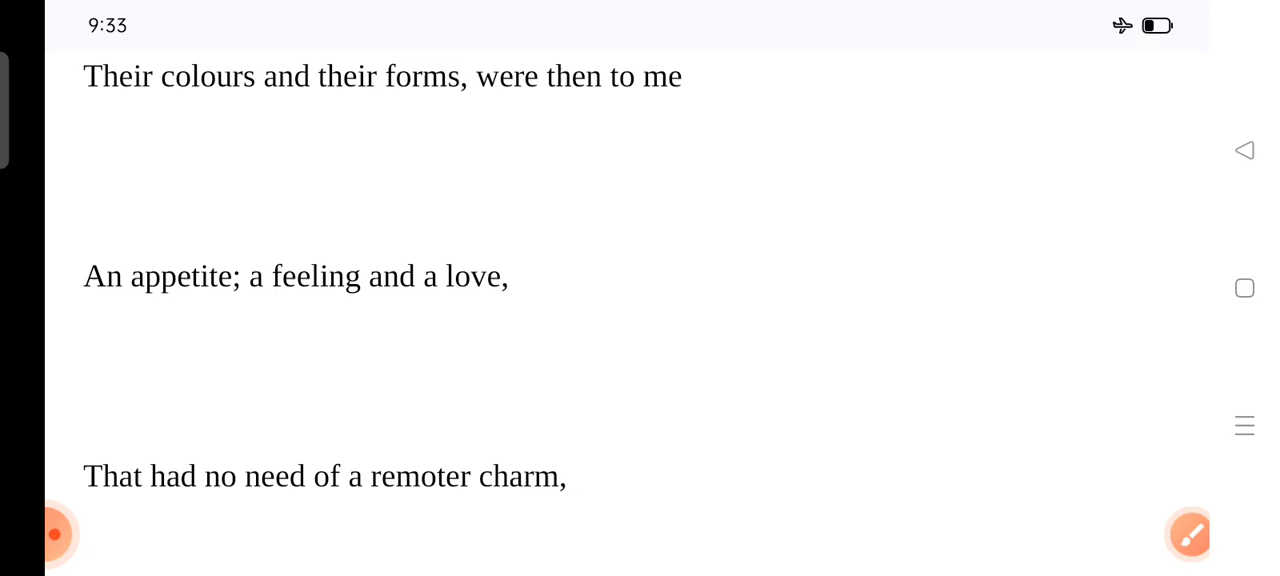 9:33
Their colours and their forms, were then to me
An appetite; a feeling and a love,
That had no need of a remoter charm,